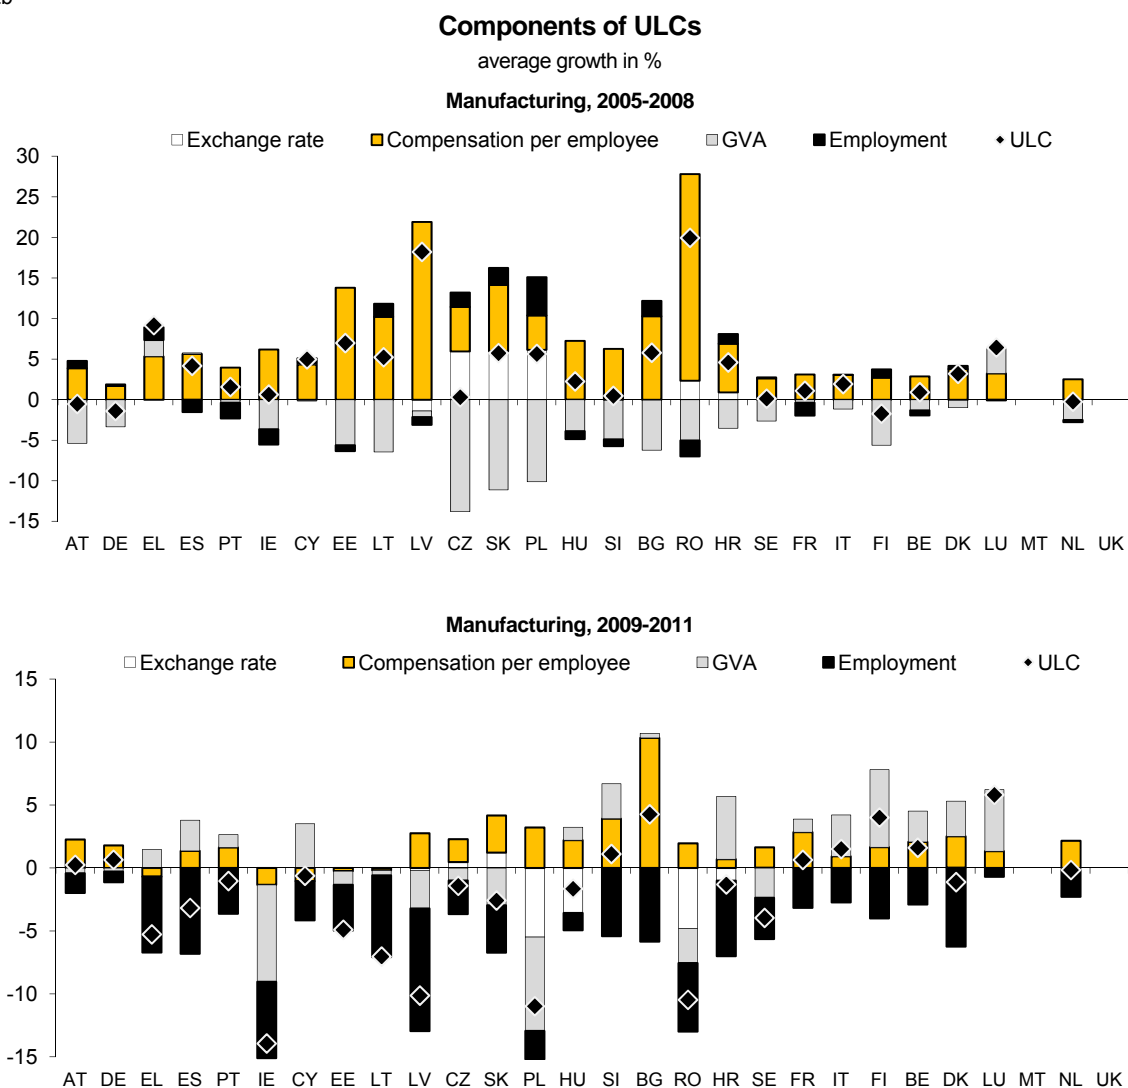 Components of ULCs
average growth in %
Manufacturing, 2005-2008
Exchange rate Compensation per employee GVA Employment ULC
30
25
20
15
10
5
0
-5
-10
-15
AT DE EL ES PT IE CY EE LT LV CZ SK PL HU SI BG RO HR SE FR IT FI BE DK LU MT NL UK
Manufacturing, 2009-2011
Exchange rate Compensation per employee GVA Employment ULC
15
10
5
0
-5
-10
-15
AT DE EL ES PT IE CY EE LT LV CZ SK PL HU SI BG RO HR SE FR IT FI BE DK LU MT NL UK